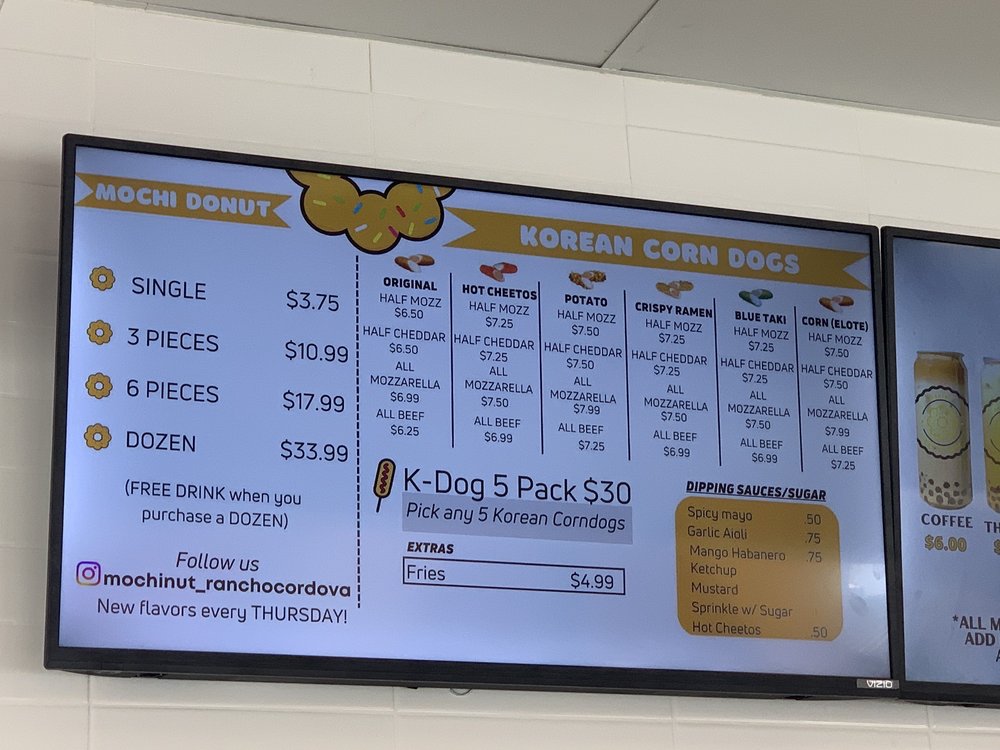 MOCHI DONUT
SINGLE $3.75
3 PIECES $10.99
6 PIECES $17.99
DOZEN $33.99
(FREE DRINK when you
purchase a DOZEN)
Follow us
mochinut_ranchocordova
New flavors every THURSDAY!
KOREAN CORN DOGS
ORIGINAL
HALF MOZZ
$6.50
HALF CHEDDAR
$6.50
ALL
MOZZARELLA
$6.99
ALL BEEF
$6.25
HOT CHEETOS
HALF MOZZ
$7.25
HALF CHEDDAR
$7.25
ALL
MOZZARELLA
$7.50
ALL BEEF
$6.99
POTATO
HALF MOZZ
$7.50
HALF CHEDDAR
$7.50
ALL
MOZZARELLA
$7.99
ALL BEEF
$7.25
CRISPY RAMEN
HALF MOZZ
$7.25
HALF CHEDDAR
$7.25
ALL
MOZZARELLA
$7.50
ALL BEEF
$6.99
BLUE TAKI
HALF MOZZ
$7.25
HALF CHEDDAR
$7.25
ALL
MOZZARELLA
$7.50
ALL BEEF
$6.99
CORN (ELOTE)
HALF MOZZ
$7.50
HALF CHEDDAR
$7.50
ALL
MOZZARELLA
$7.99
ALL BEEF
$7.25
K-Dog 5 Pack $30
Pick any 5 Korean Corndogs
EXTRAS
Fries $4.99
DIPPING SAUCES/SUGAR
Spicy mayo .50
Garlic Aioli .75
Mango Habanero .75
Ketchup
Mustard
Sprinkle w/ Sugar
Hot Cheetos .50
VIZIO
COFFEE
$6.00
TH
$
*ALL M
ADD